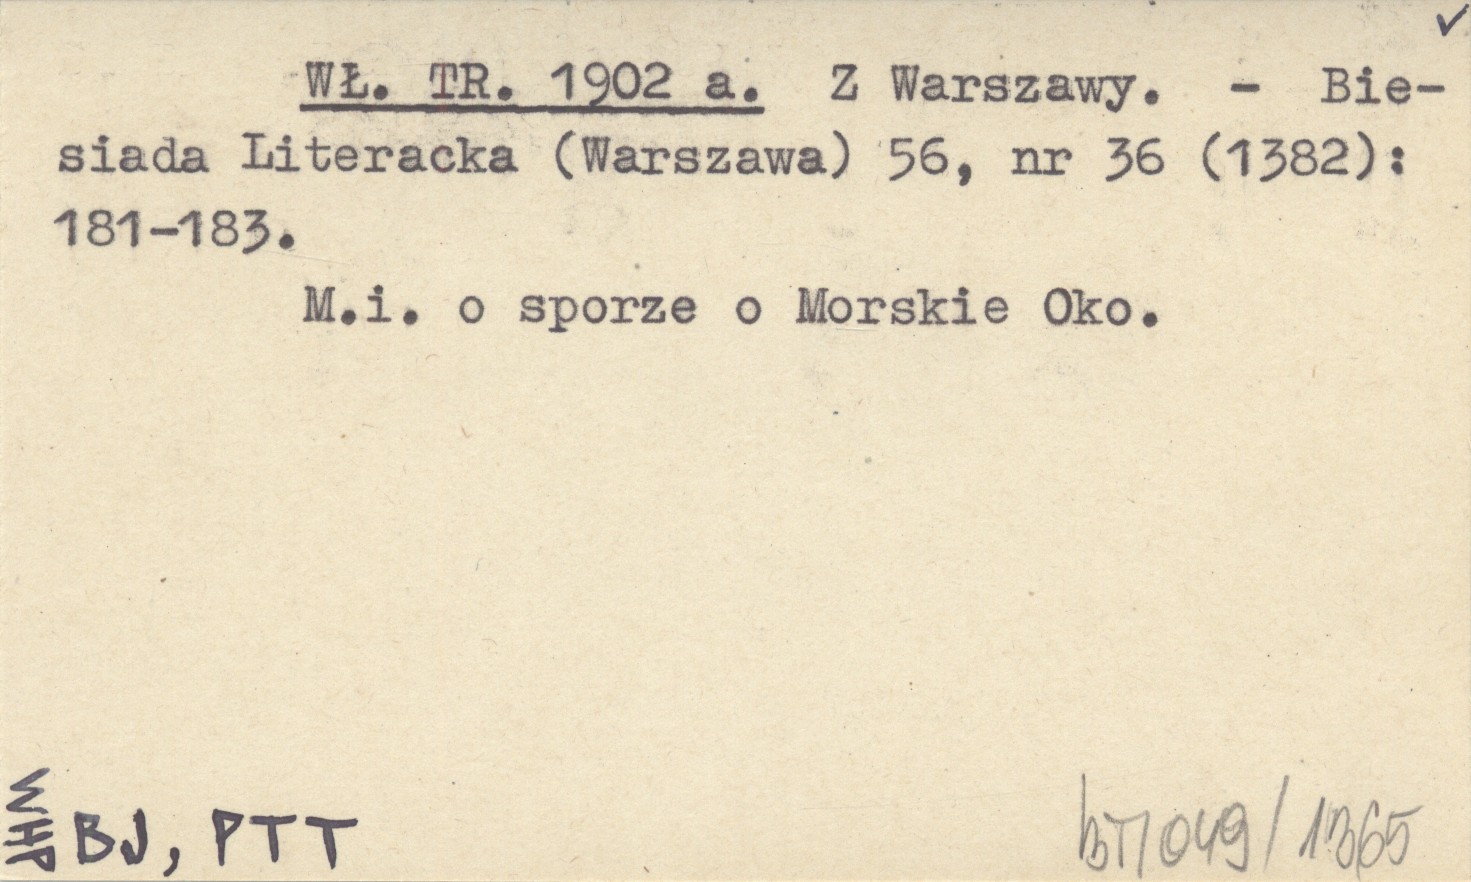 WŁ. TR. 1902 a. Z Warszawy. - Bie-
siada Literacka (Warszawa) 56, nr 36 (1382):
181-183.
M.i. o sporze o Morskie Oko.
BJ, PTT
049/1365